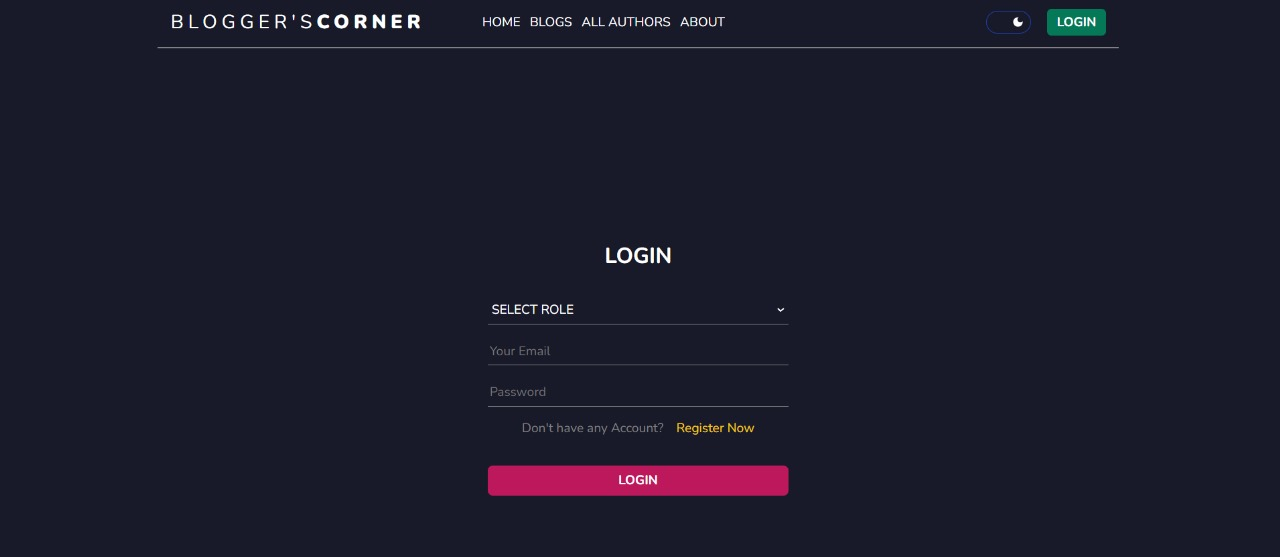 BLOGGER'SCORNER HOME BLOGS ALL AUTHORS ABOUT LOGIN
LOGIN
SELECT ROLE
Your Email
Password
Don't have any Account? Register Now
LOGIN